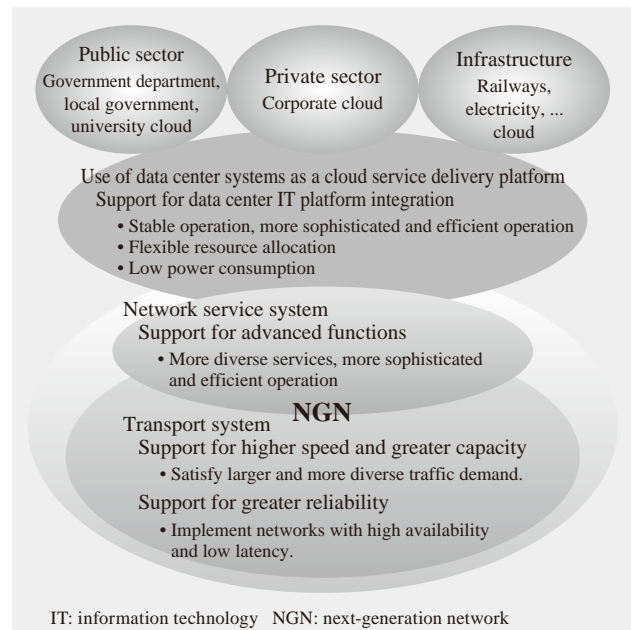 Public sector
Government department,
local government,
university cloud
Private sector
Corporate cloud
Infrastructure
Railways,
electricity, ...
cloud
Use of data center systems as a cloud service delivery platform
Support for data center IT platform integration
• Stable operation, more sophisticated and efficient operation
• Flexible resource allocation
• Low power consumption
Network service system
Support for advanced functions
• More diverse services, more sophisticated
and efficient operation
NGN
Transport system
Support for higher speed and greater capacity
• Satisfy larger and more diverse traffic demand.
Support for greater reliability
• Implement networks with high availability
and low latency.
IT: information technology NGN: next-generation network